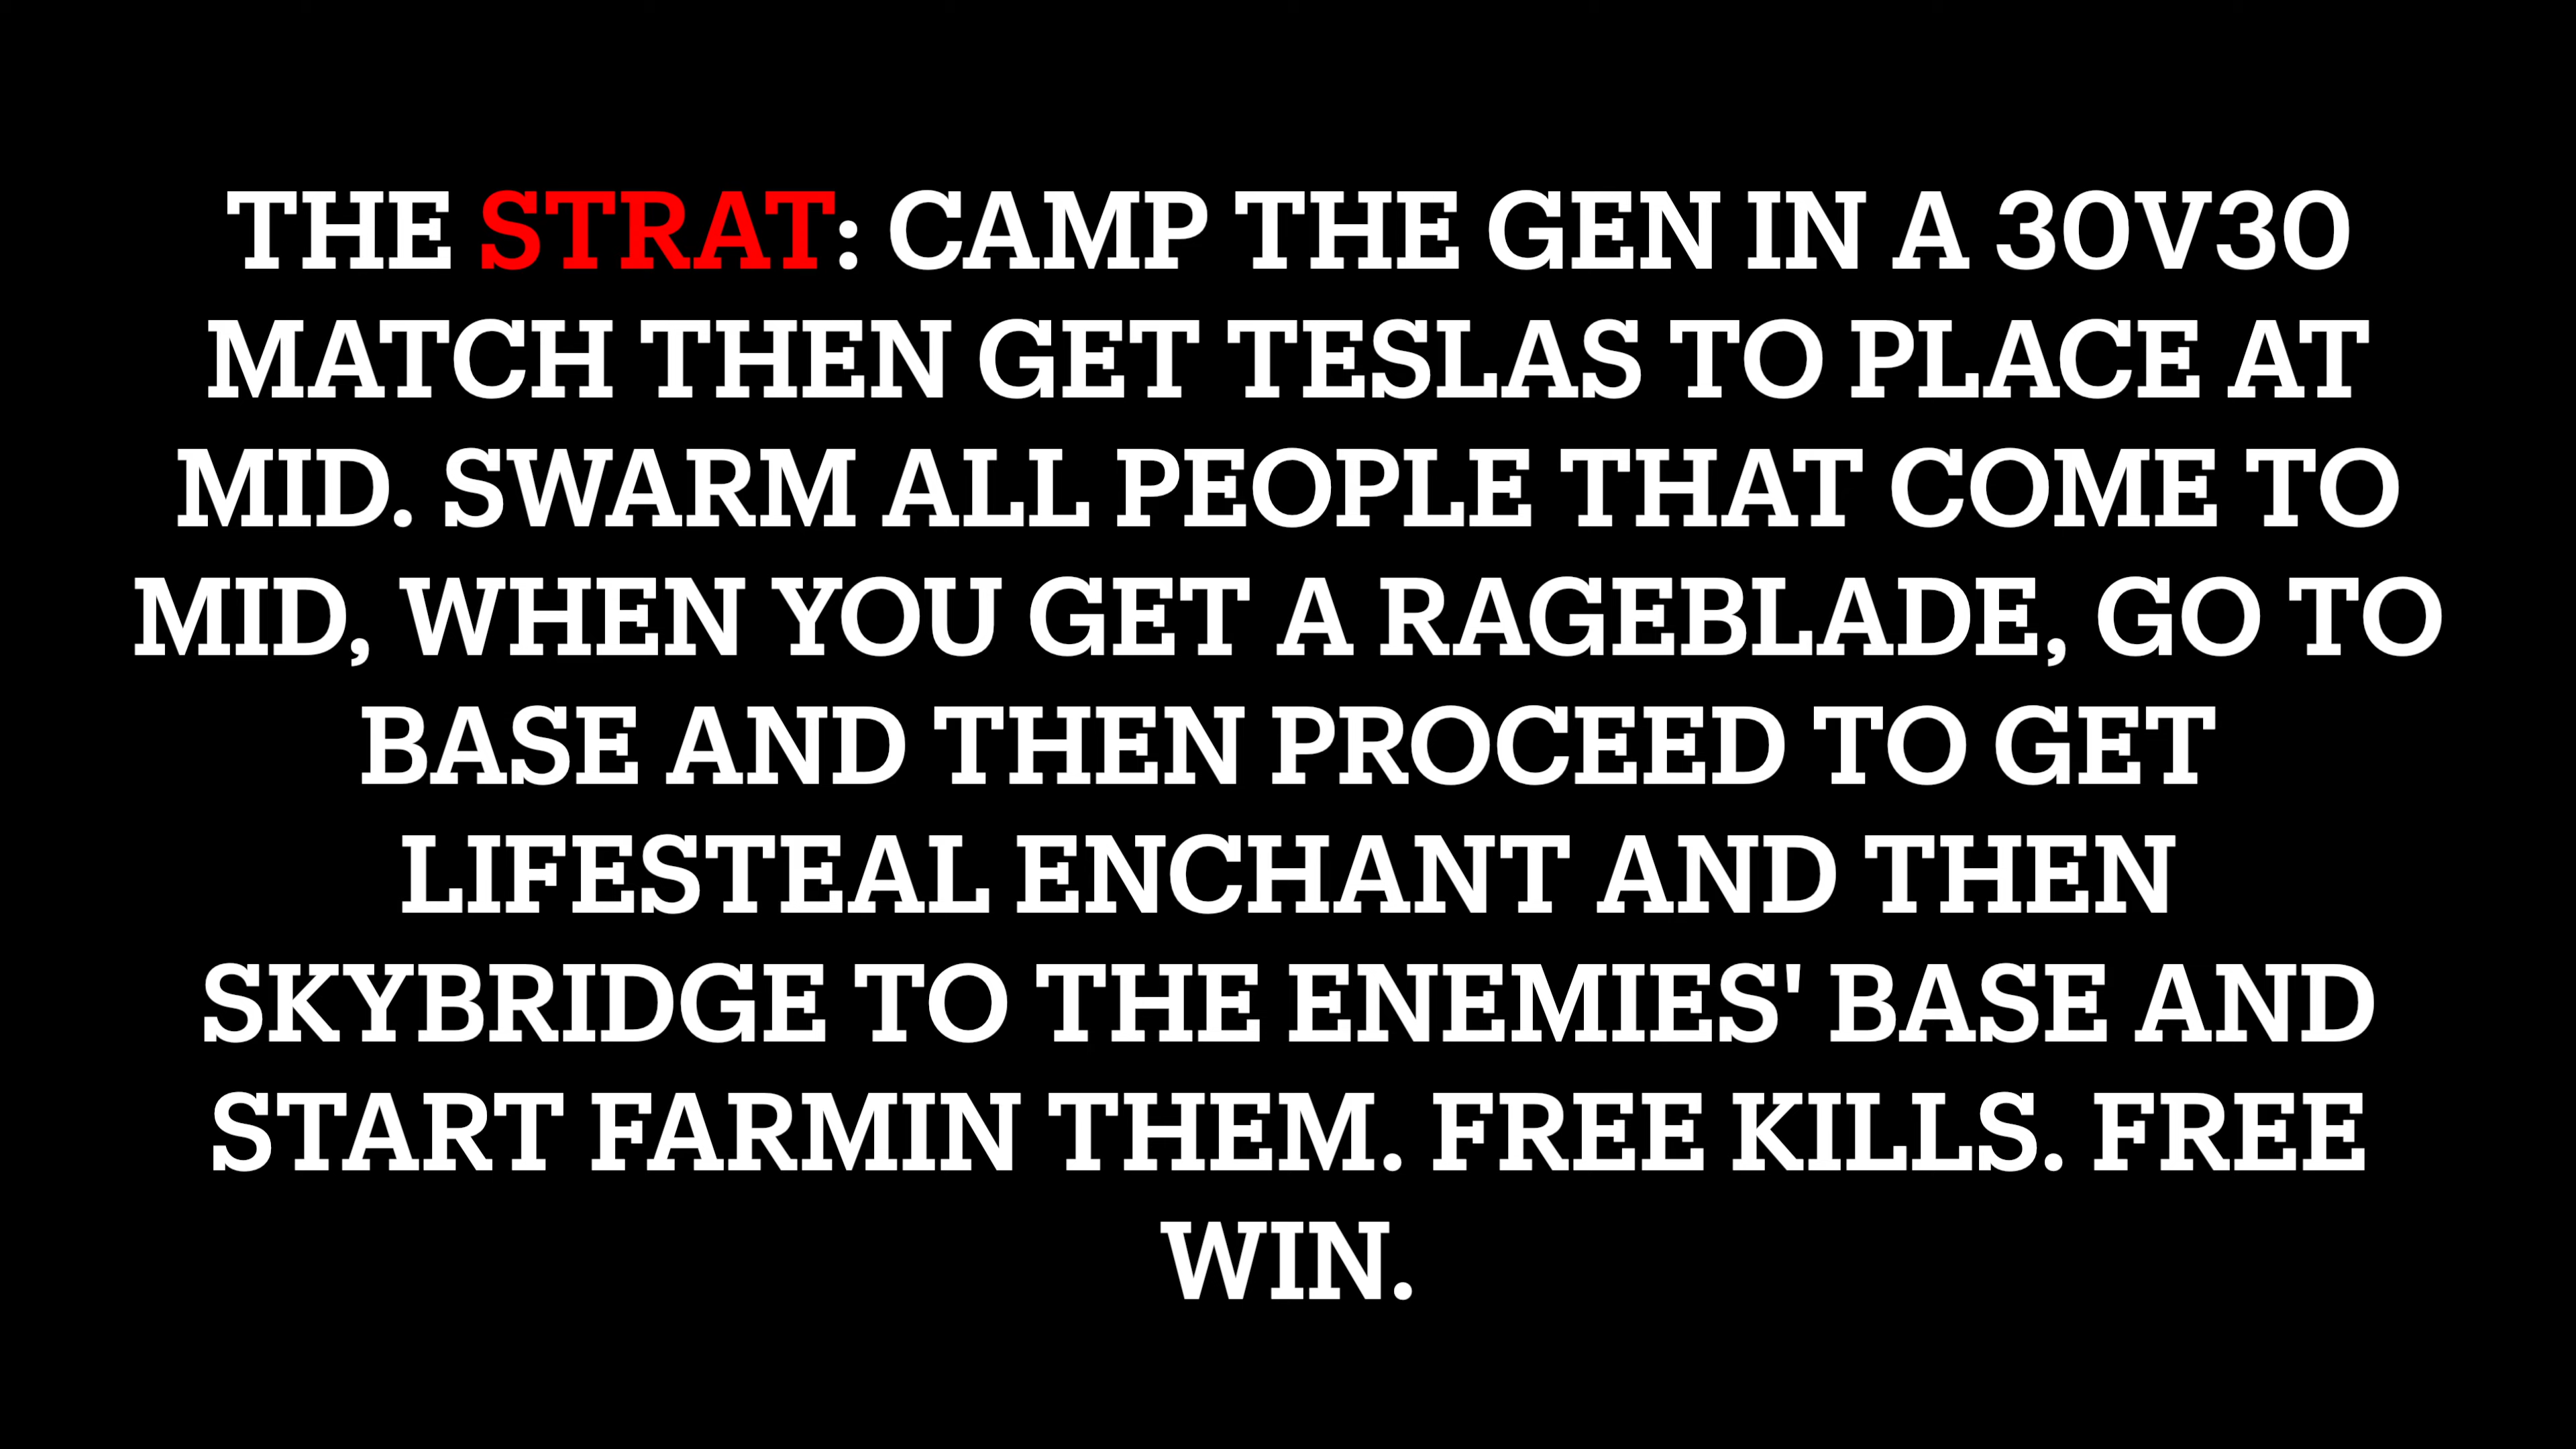 THE STRAT: CAMP THE GEN IN A 30V30
MATCH THEN GET TESLAS TO PLACE AT
MID. SWARM ALL PEOPLE THAT COME TO
MID, WHEN YOU GET A RAGEBLADE, GO TO
BASE AND THEN PROCEED TO GET
LIFESTEAL ENCHANT AND THEN
SKYBRIDGE TO THE ENEMIES' BASE AND
START FARMIN THEM. FREE KILLS. FREE
WIN.